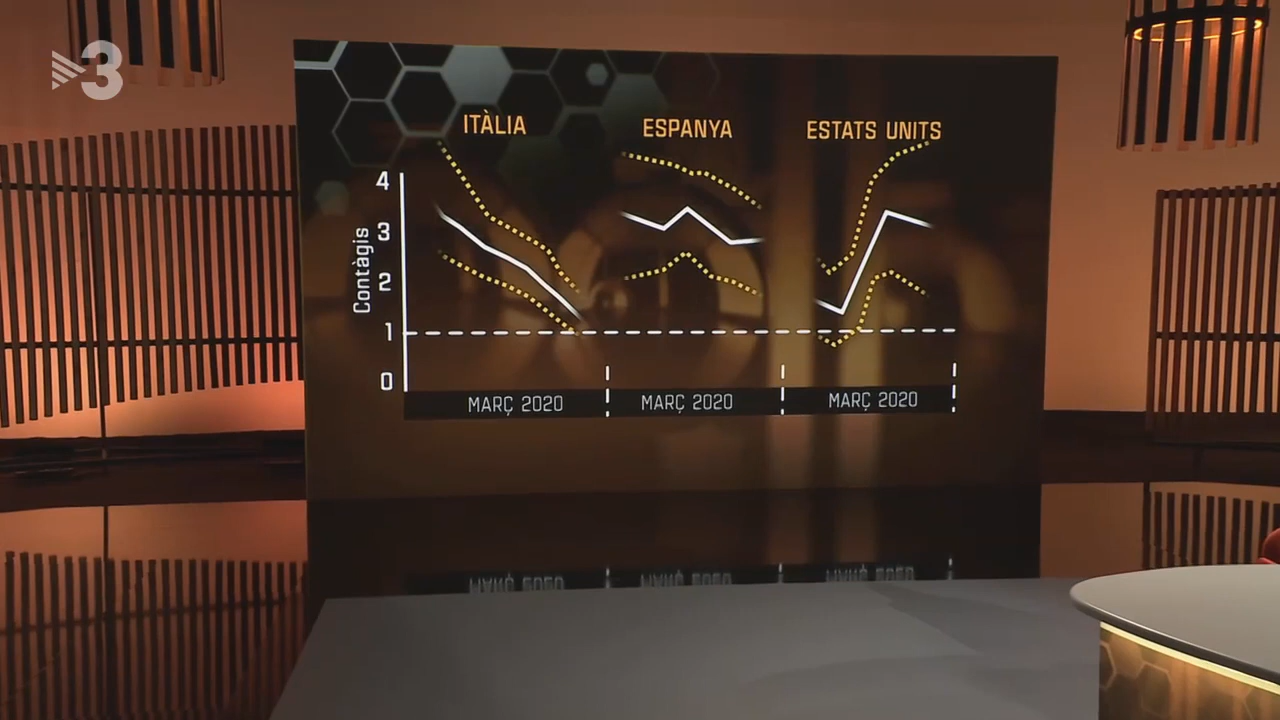 3
ITÀLIA
ESPANYA
ESTATS UNITS
Contàgis
4
3
2
1
0
MARÇ 2020
MARÇ 2020
MARÇ 2020